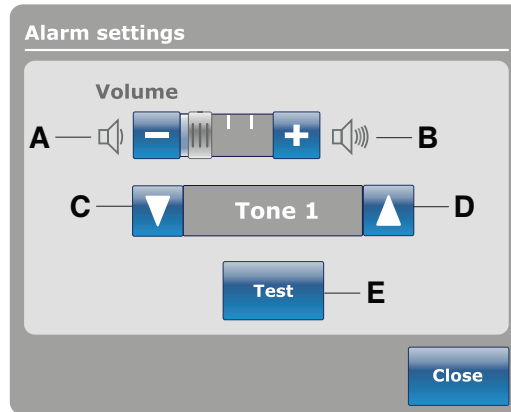 Alarm settings
Volume
A
B
C
Tone 1
D
Test
E
Close